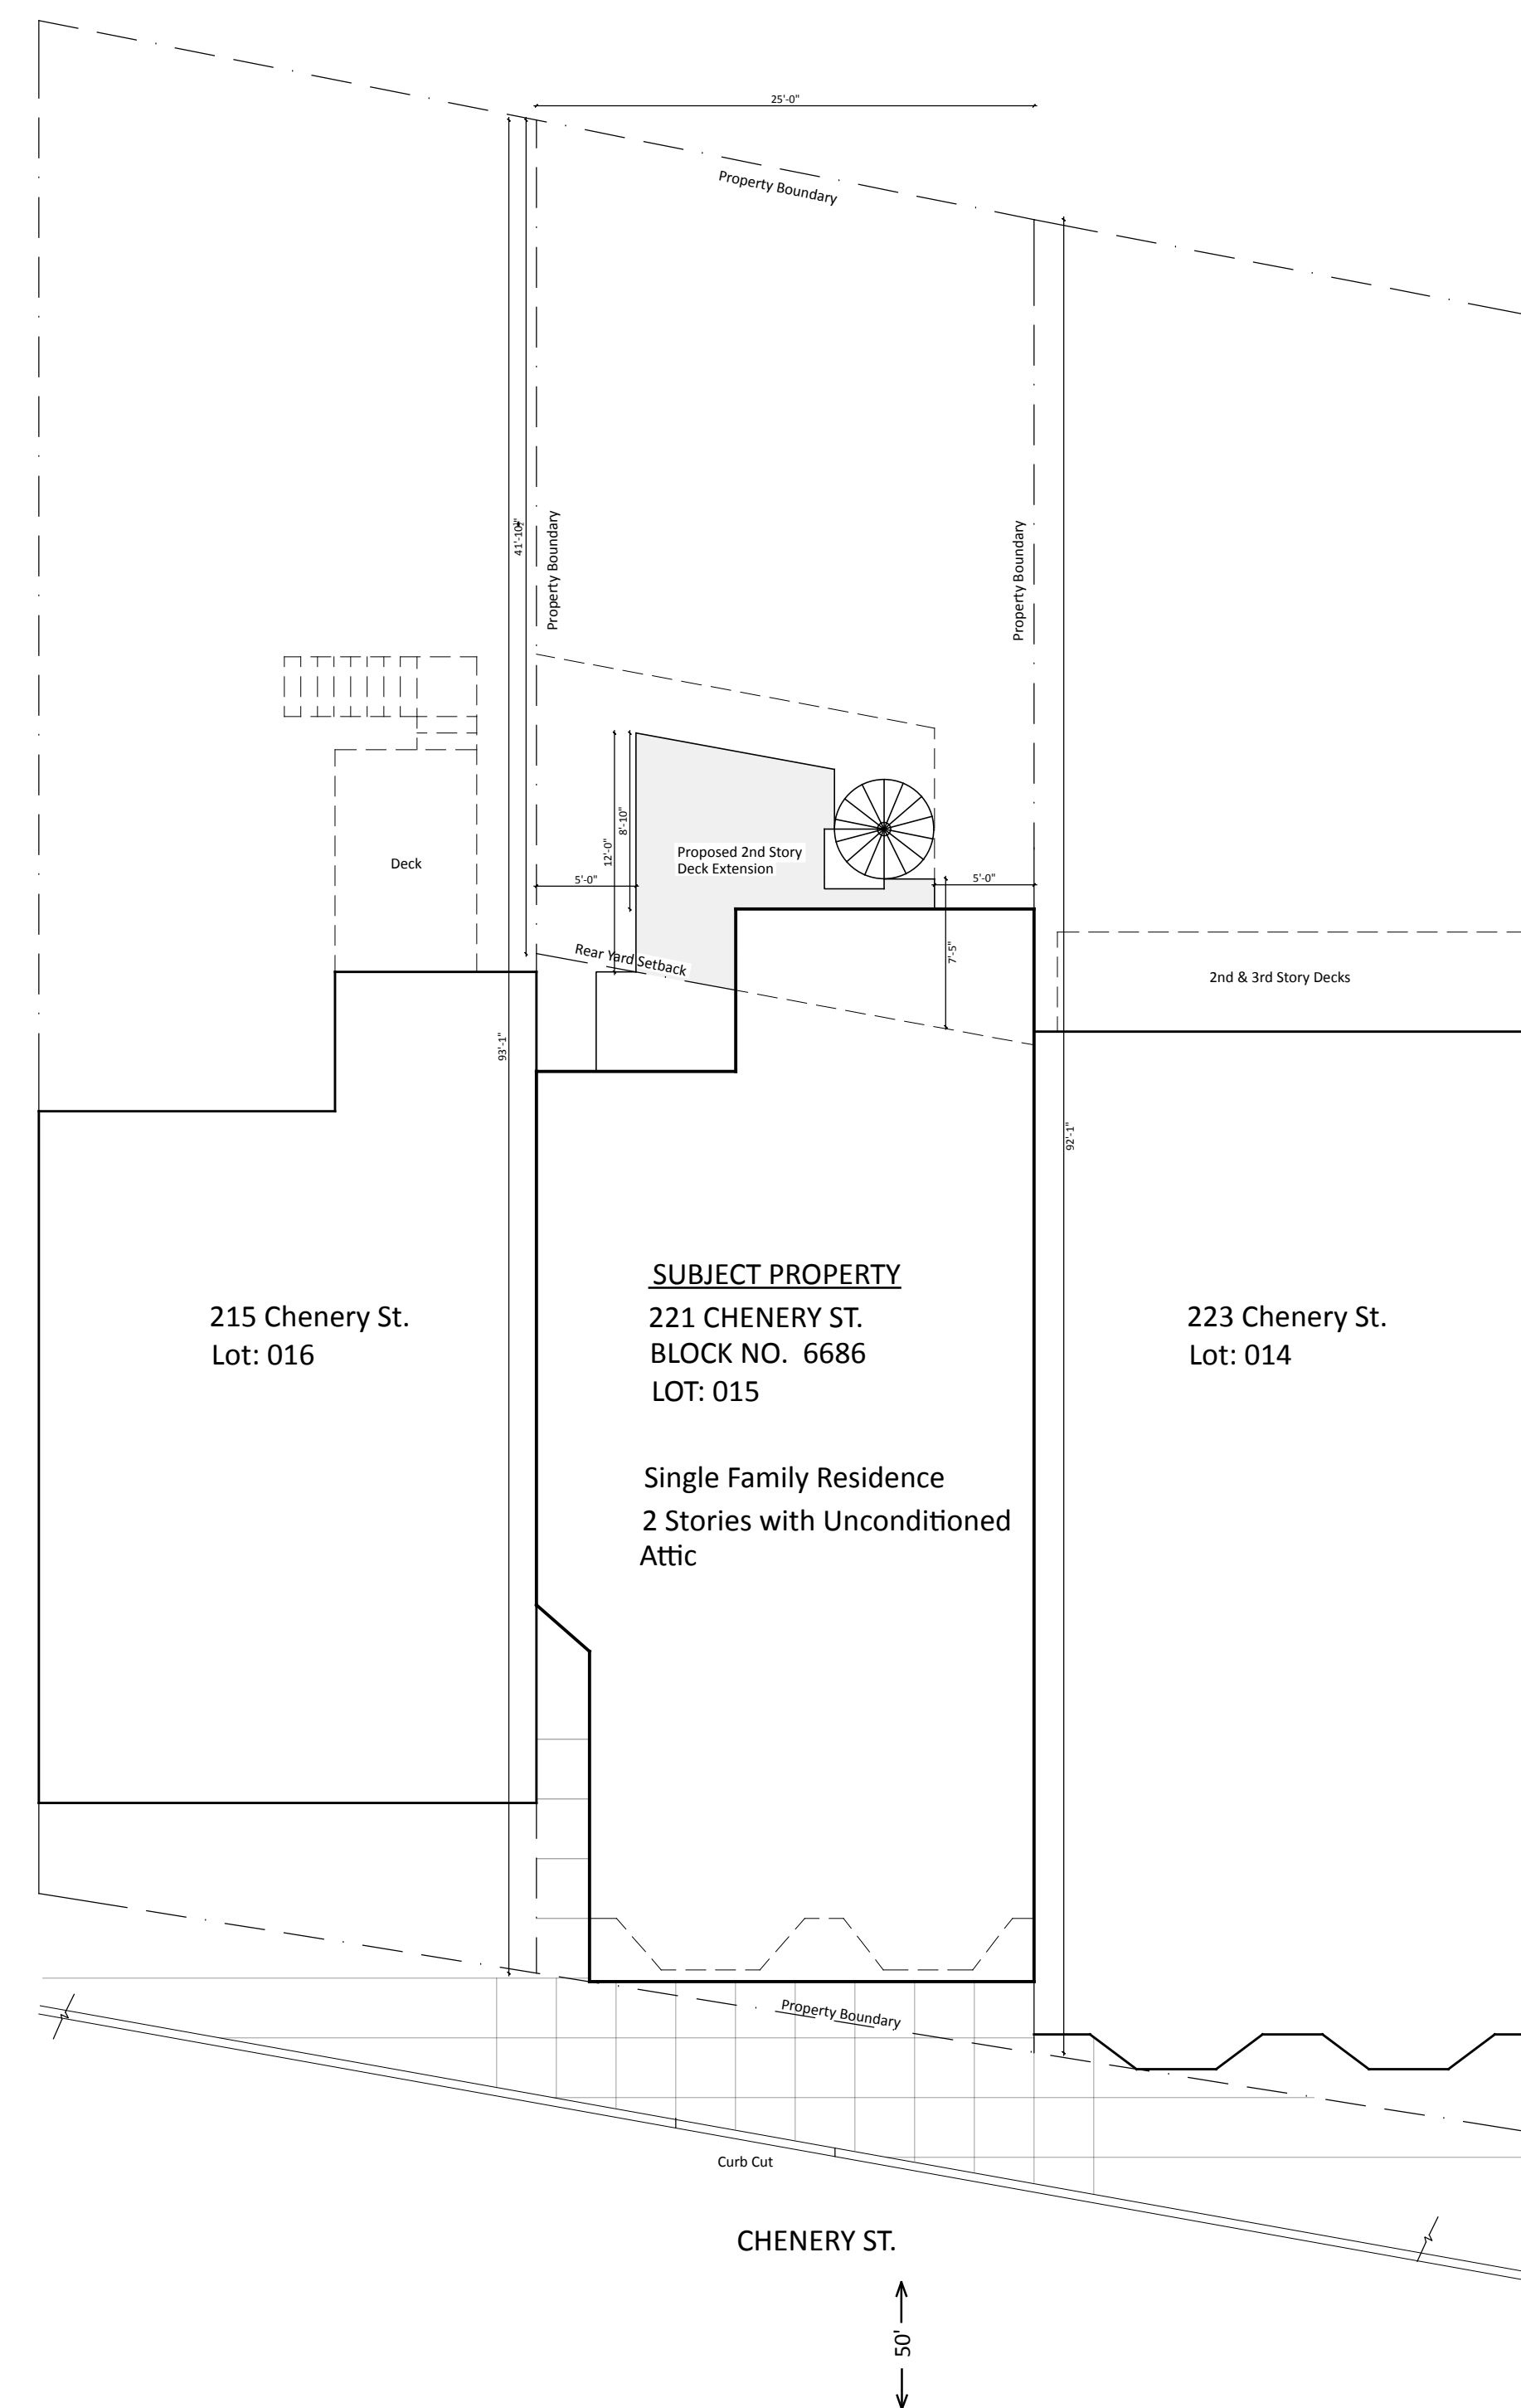 25'-0"
Property Boundary
41'-10
Property Boundary
Property Boundary
8'-10"
12'-0"
Proposed 2nd Story
Deck Extension
Deck
5'-0"
5'-0"
Rear Yard Setback
7'-5"
2nd & 3rd Story Decks
93'-1"
92'-1"
SUBJECT PROPERTY
221 CHENERY ST.
BLOCK NO. 6686
LOT: 015
Single Family Residence
2 Stories with Unconditioned
Attic
215 Chenery St.
Lot: 016
223 Chenery St.
Lot: 014
Property Boundary
Curb Cut
CHENERY ST.
50'